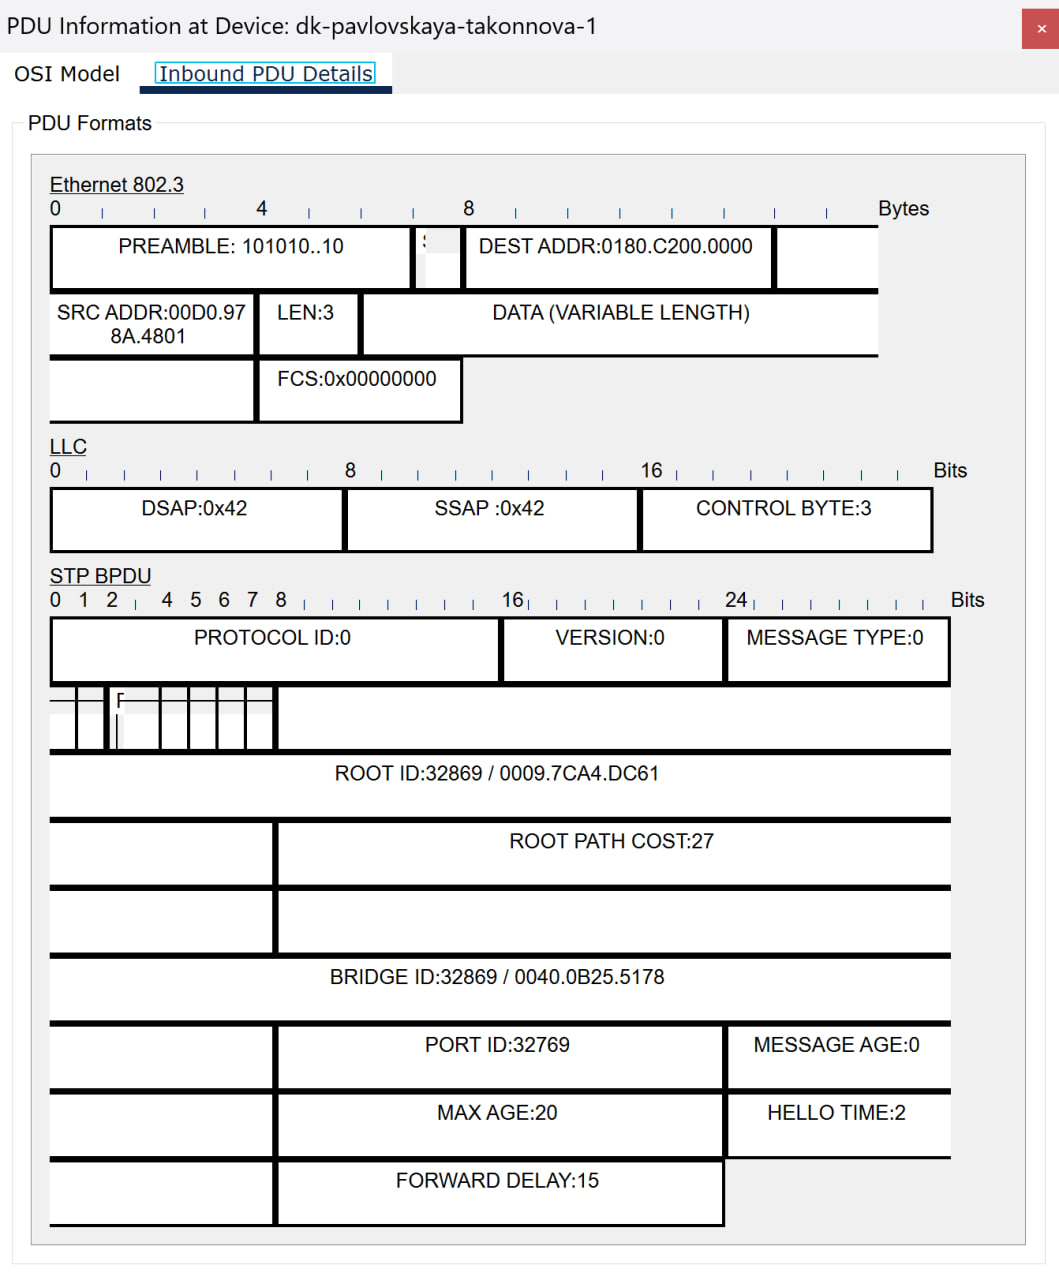 PDU Information at Device: dk-pavlovskaya-takonnova-1
OSI Model Inbound PDU Details
PDU Formats
Ethernet 802.3
0 4 8 Bytes
PREAMBLE: 101010..10 DEST ADDR:0180.C200.0000
SRC ADDR:00D0.97 LEN:3 DATA (VARIABLE LENGTH)
8A.4801
FCS:0x00000000
LLC
0 8 16 Bits
DSAP:0x42 SSAP :0x42 CONTROL BYTE:3
STP BPDU
0 1 2 4 5 6 7 8 16 24 Bits
PROTOCOL ID:0 VERSION:0 MESSAGE TYPE:0
ROOT ID:32869 / 0009.7CA4.DC61
ROOT PATH COST:27
BRIDGE ID:32869 / 0040.0B25.5178
PORT ID:32769 MESSAGE AGE:0
MAX AGE:20 HELLO TIME:2
FORWARD DELAY:15